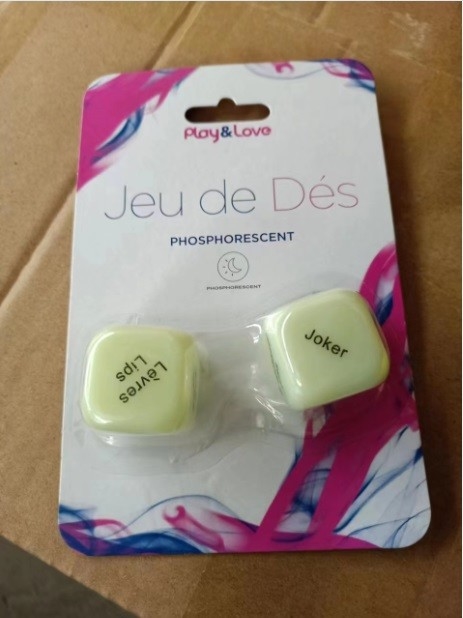 Play&Love
Jeu de Dés
PHOSPHORESCENT
PHOSPHORESCENT
Lèvres
Lips
Joker